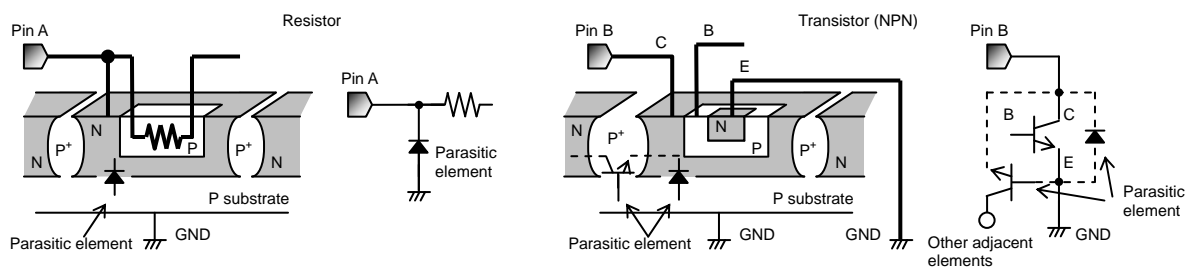 Resistor
Pin A
N
P
N
P+
P+
N
P substrate
Parasitic element
GND
Pin A
Parasitic
element
Transistor (NPN)
Pin B
C
B
E
N
P
N
P+
P+
N
P substrate
Parasitic element
GND
GND
Pin B
B
C
E
Parasitic
element
GND
Other adjacent
elements